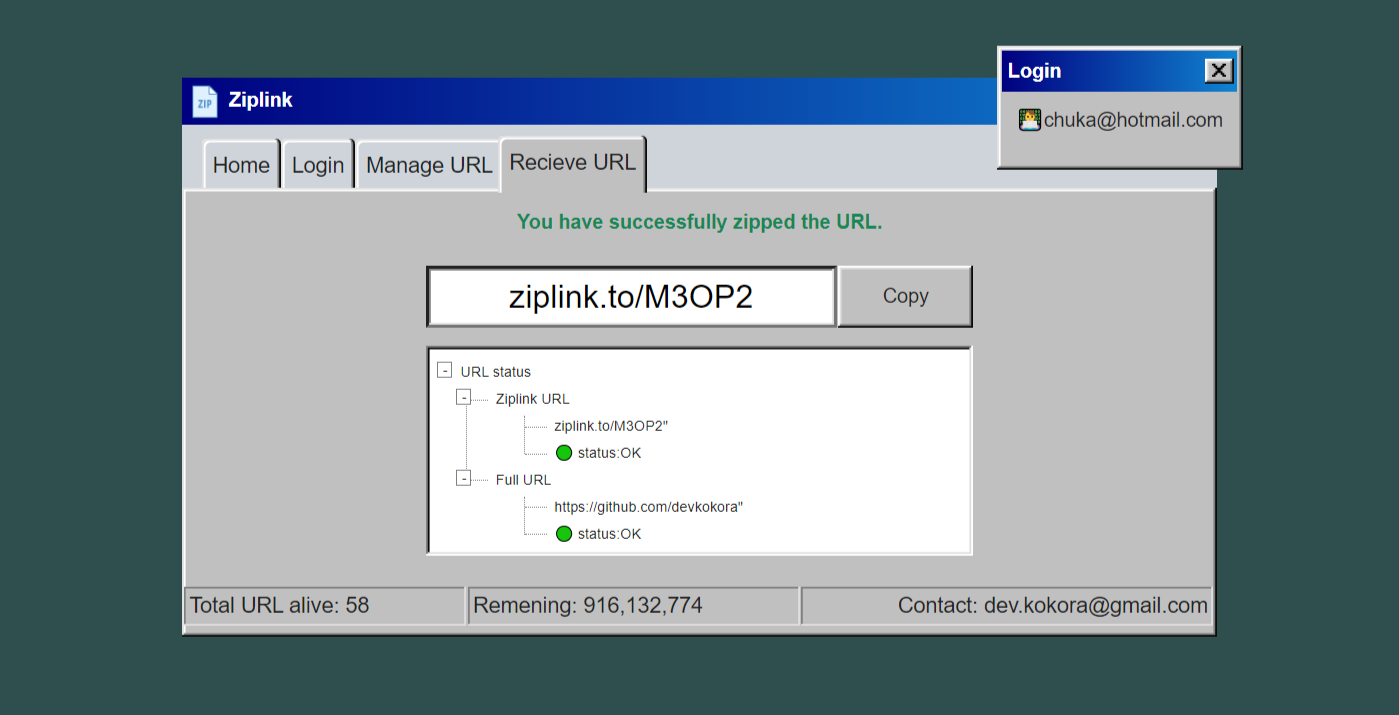 ZIP
Ziplink
Login
chuka@hotmail.com
Home
Login
Manage URL
Recieve URL
You have successfully zipped the URL.
ziplink.to/M3OP2
Copy
URL status
Ziplink URL
ziplink.to/M3OP2"
status:OK
Full URL
https://github.com/devkokora"
status:OK
Total URL alive: 58
Remening: 916,132,774
Contact: dev.kokora@gmail.com